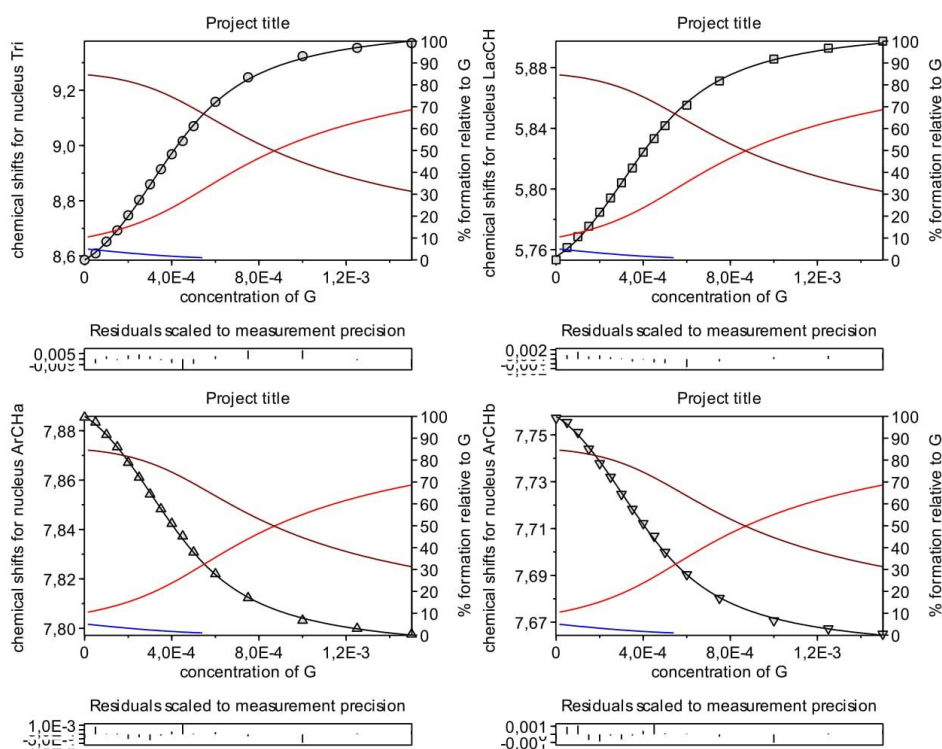 Project title
Project title
chemical shifts for nucleus Tri
9,2
9,0
8,8
8,6
100
90
80
70
60
50
40
30
20
10
0
% formation relative to G
0
4,0E-4
8,0E-4
1,2E-3
concentration of G
chemical shifts for nucleus LacCH
5,88
5,84
5,80
5,76
100
90
80
70
60
50
40
30
20
10
0
% formation relative to G
0
4,0E-4
8,0E-4
1,2E-3
concentration of G
Residuals scaled to measurement precision
0,005
Residuals scaled to measurement precision
0,002
Project title
Project title
chemical shifts for nucleus ArCHa
7,88
7,86
7,84
7,82
7,80
100
90
80
70
60
50
40
30
20
10
0
% formation relative to G
0
4,0E-4
8,0E-4
1,2E-3
concentration of G
chemical shifts for nucleus ArCHb
7,75
7,73
7,71
7,69
7,67
100
90
80
70
60
50
40
30
20
10
0
% formation relative to G
0
4,0E-4
8,0E-4
1,2E-3
concentration of G
Residuals scaled to measurement precision
1,0E-3
Residuals scaled to measurement precision
0,001